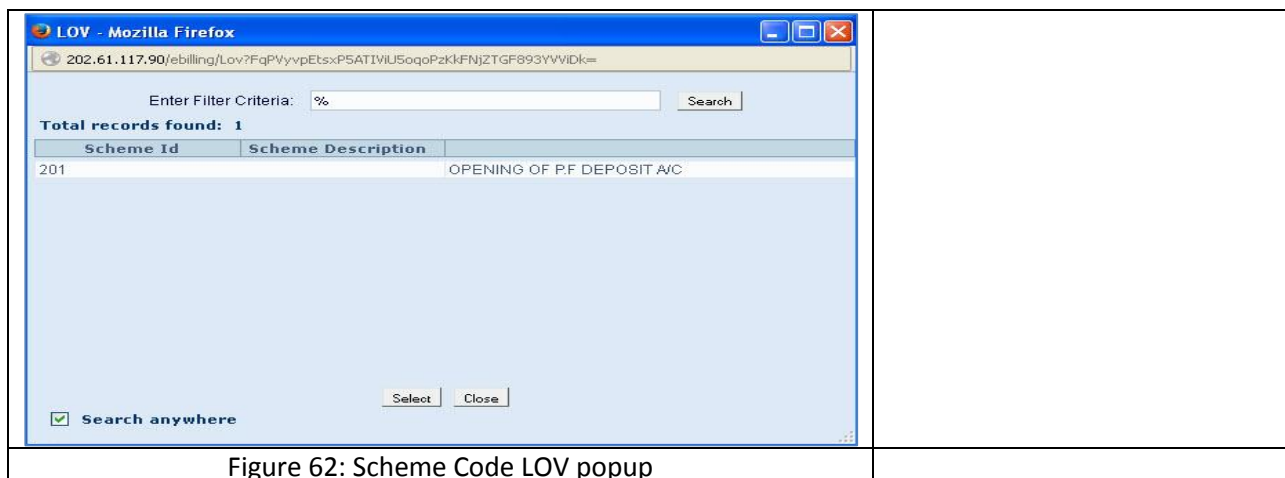 LOV - Mozilla Firefox
202.61.117.90/ebilling/Lov?FqPVyvpEtsxP5ATIViU5oqoPzKkFNjZTGF893YVViDk=
Enter Filter Criteria: % Search
Total records found: 1
Scheme Id Scheme Description
201 OPENING OF P.F DEPOSIT A/C
Select Close
Search anywhere
Figure 62: Scheme Code LOV popup